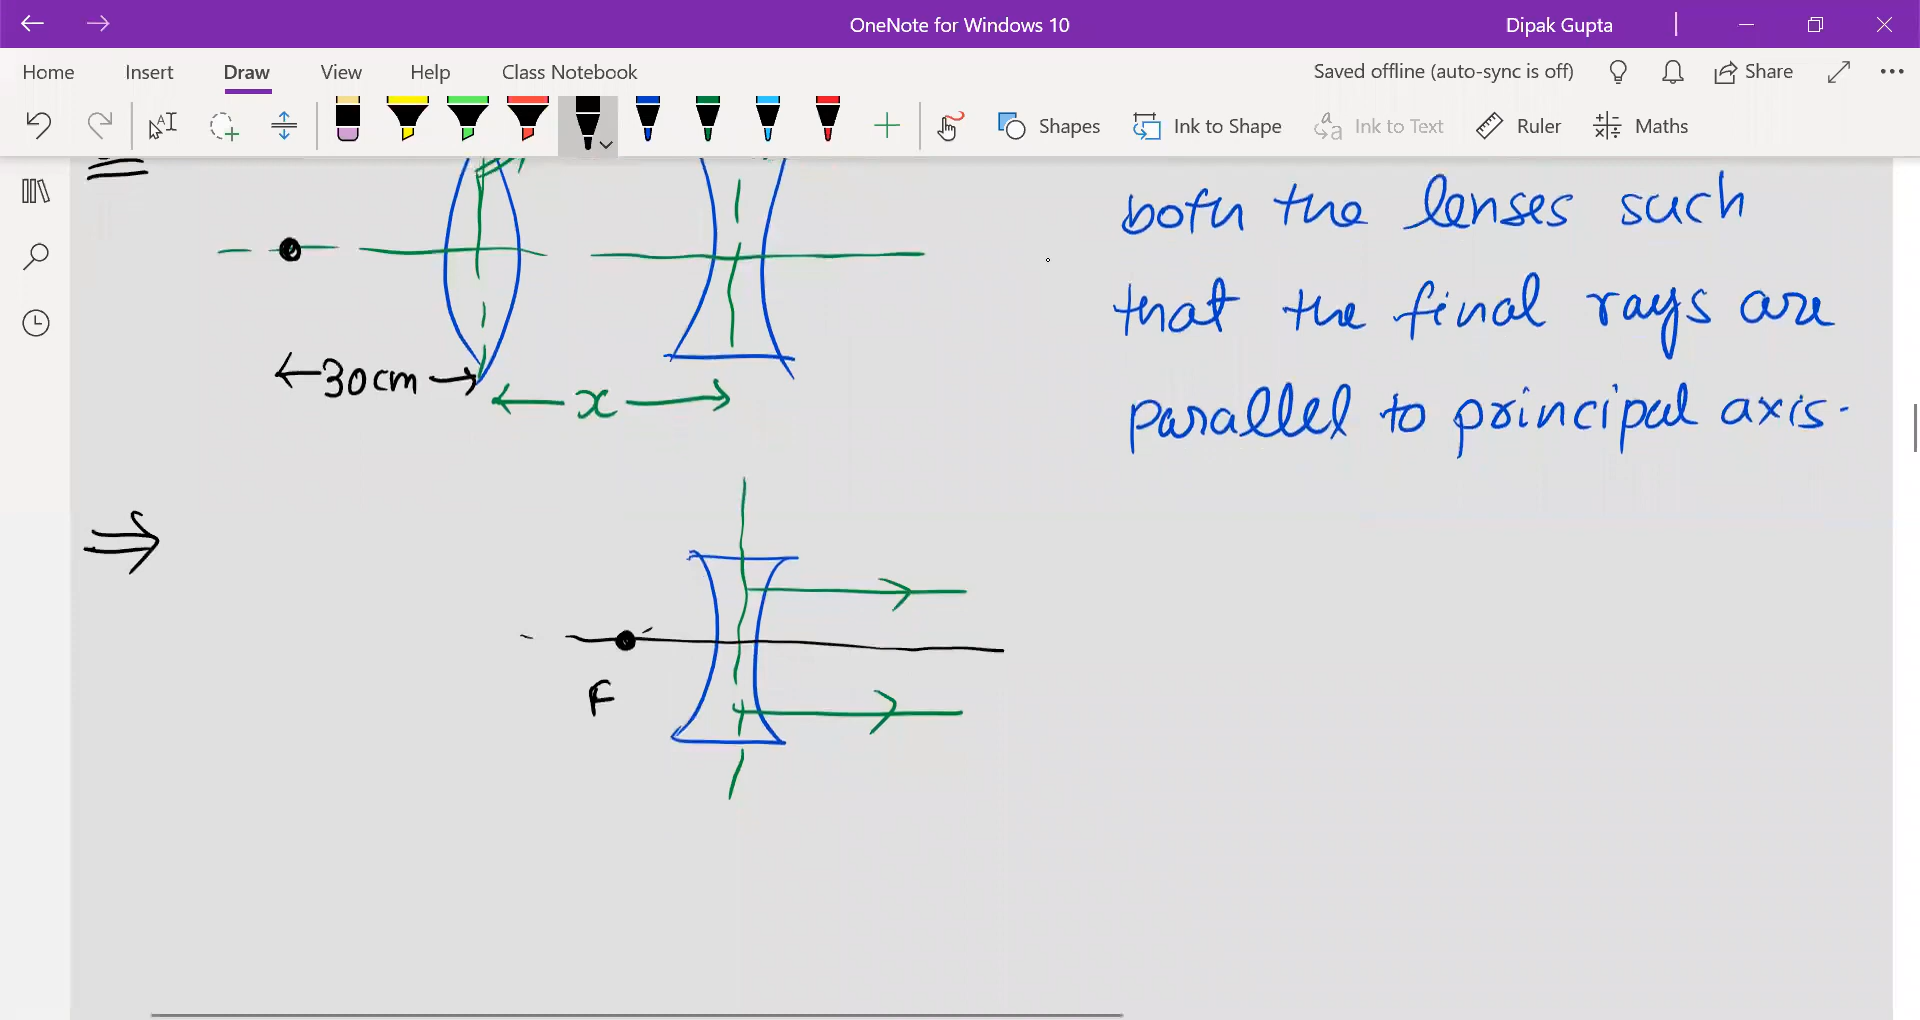 OneNote for Windows 10
Dipak Gupta
Home Insert Draw View Help Class Notebook
Saved offline (auto-sync is off)
Share
Shapes
Ink to Shape
Ink to Text
Ruler
Maths
both the lenses such
that the final rays are
parallel to principal axis.
30cm
x
F